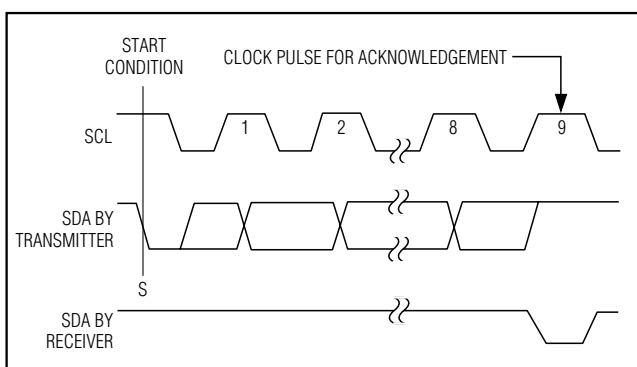 START
CONDITION
CLOCK PULSE FOR ACKNOWLEDGEMENT
SCL
1
2
8
9
SDA BY
TRANSMITTER
S
SDA BY
RECEIVER